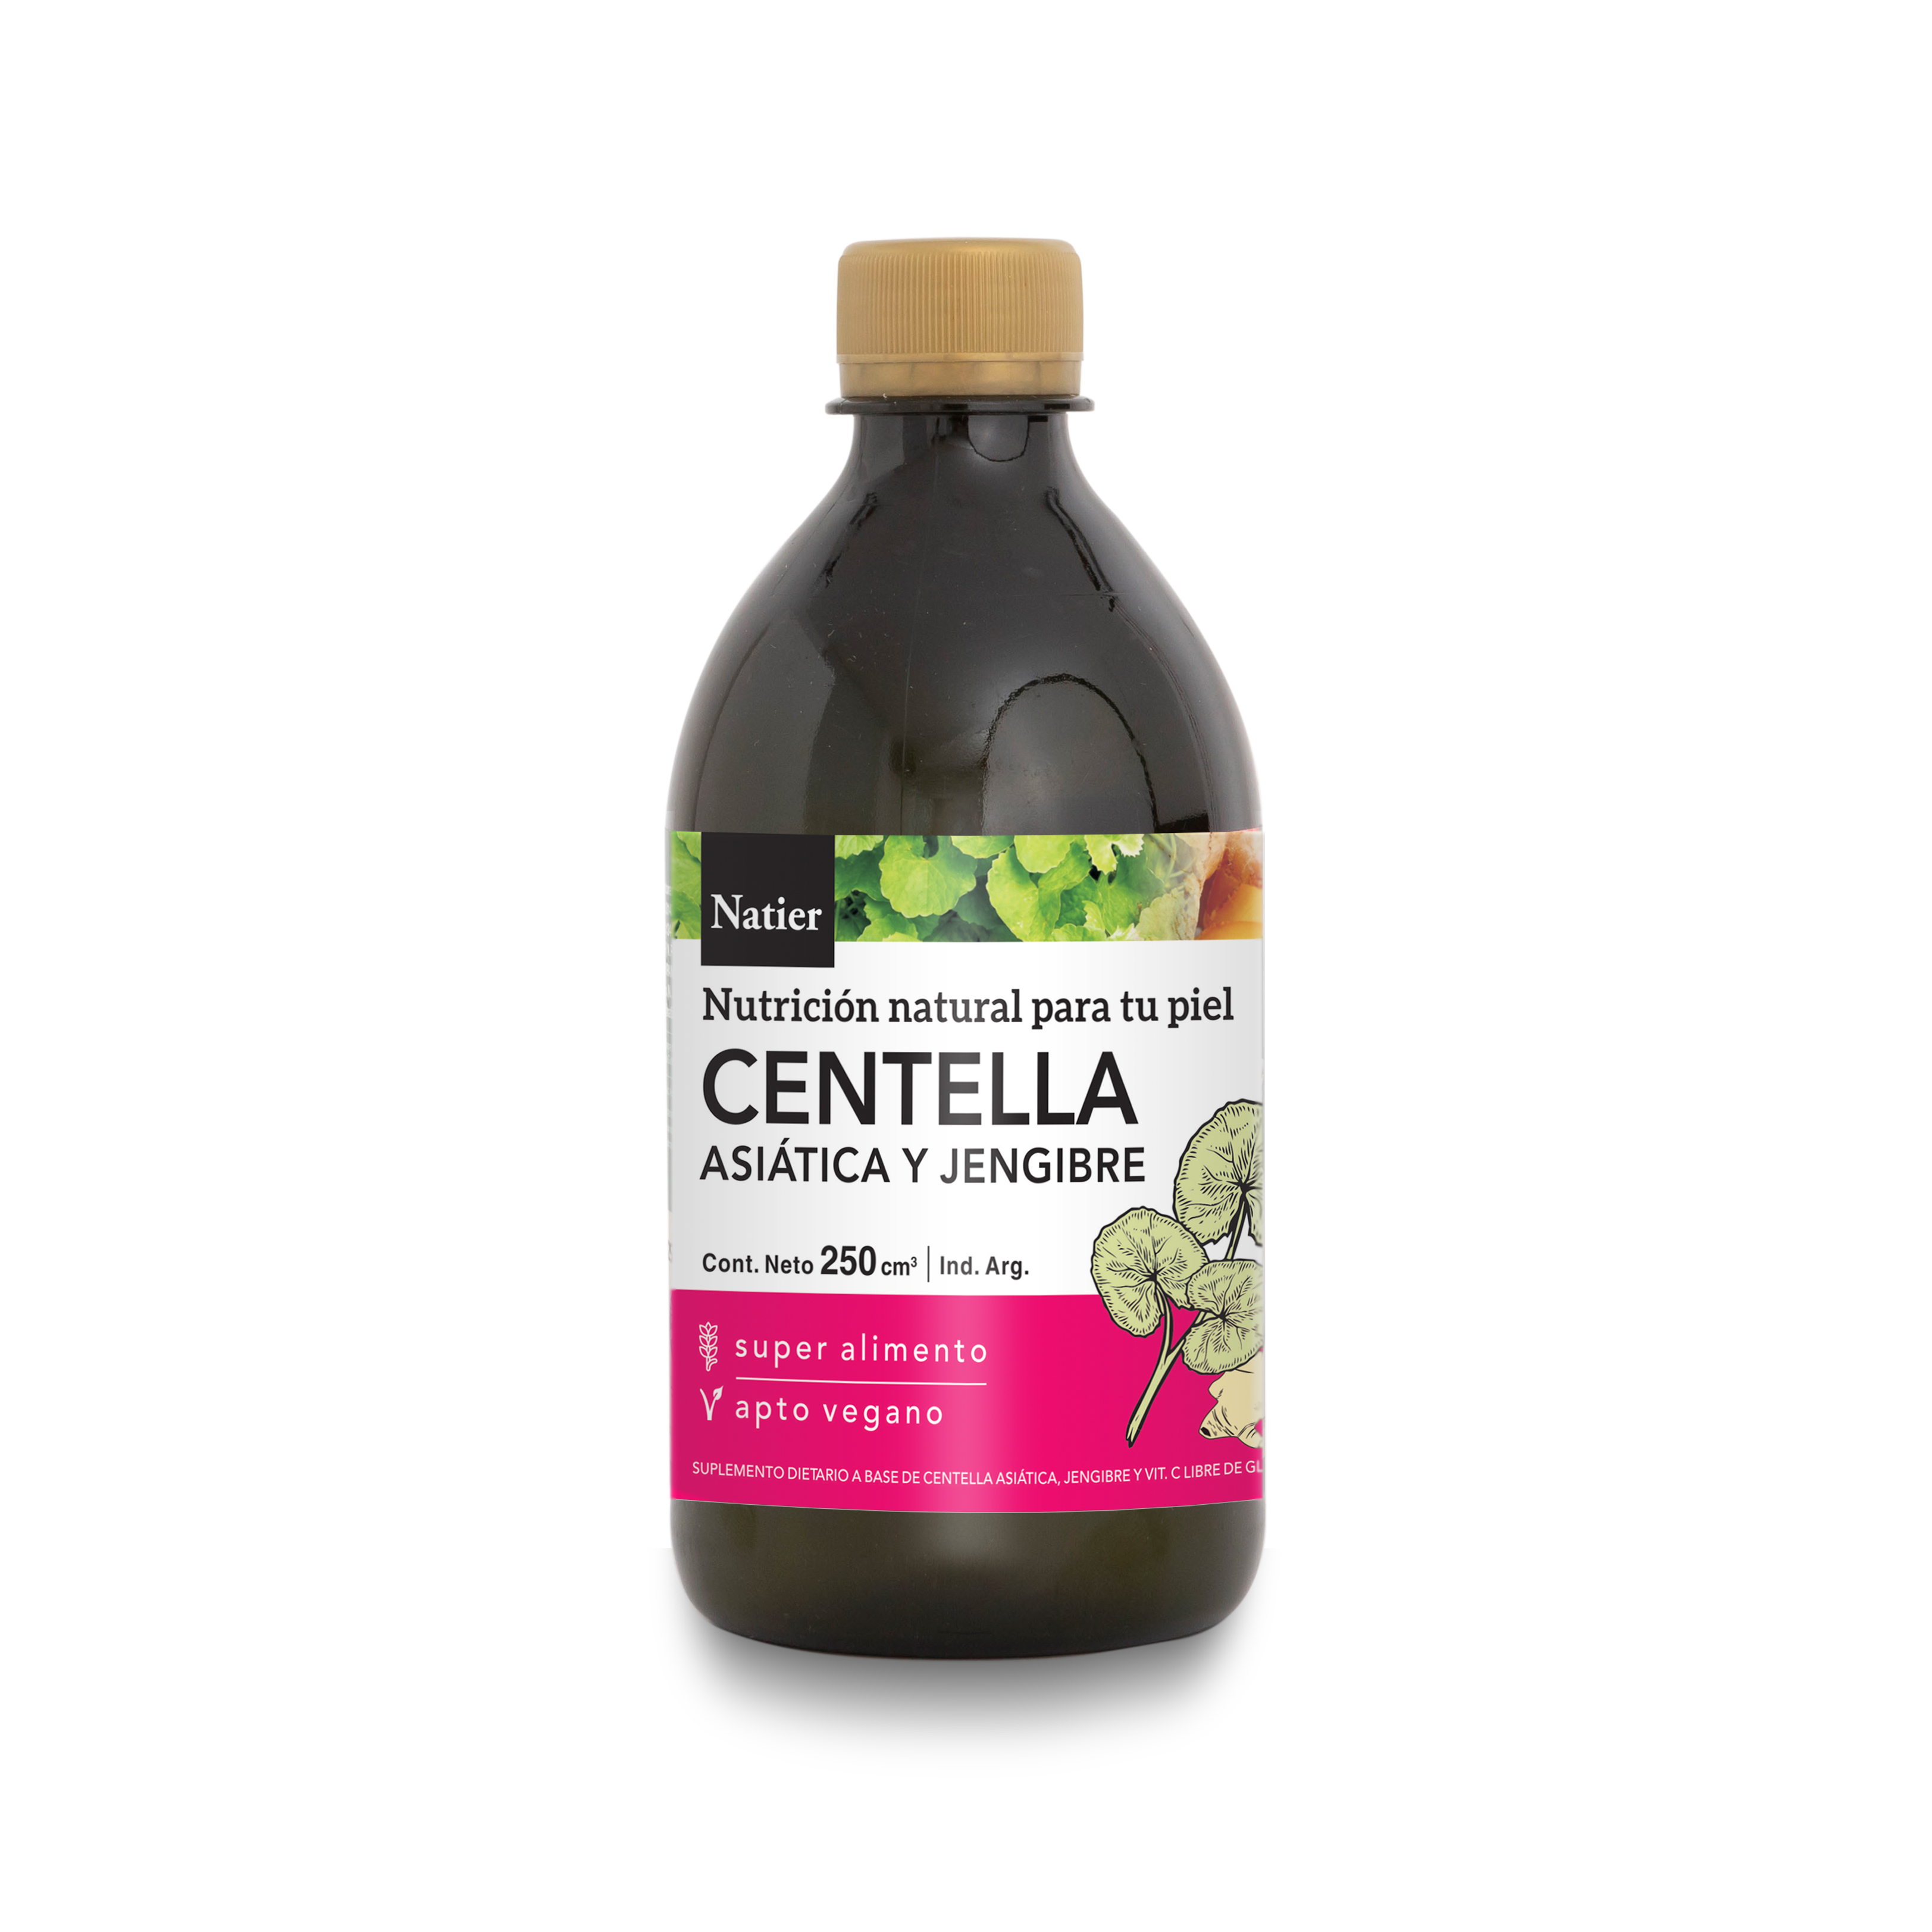 Natier
Nutrición natural para tu piel
CENTELLA
ASIÁTICA Y JENGIBRE
Cont. Neto 250 cm³ | Ind. Arg.
super alimento
apto vegano
SUPLEMENTO DIETARIO A BASE DE CENTELLA ASIÁTICA, JENGIBRE Y VIT. C LIBRE DE